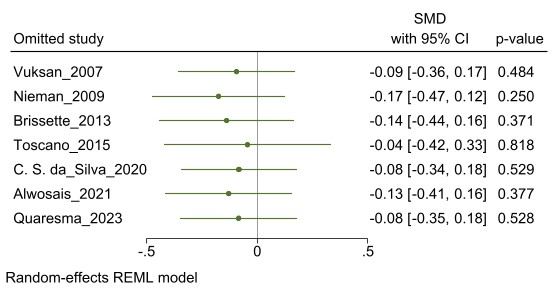 SMD
Omitted study with 95% CI p-value
Vuksan_2007 -0.09 [-0.36, 0.17] 0.484
Nieman_2009 -0.17 [-0.47, 0.12] 0.250
Brissette_2013 -0.14 [-0.44, 0.16] 0.371
Toscano_2015 -0.04 [-0.42, 0.33] 0.818
C. S. da_Silva_2020 -0.08 [-0.34, 0.18] 0.529
Alwosais_2021 -0.13 [-0.41, 0.16] 0.377
Quaresma_2023 -0.08 [-0.35, 0.18] 0.528
-.5 0 .5
Random-effects REML model